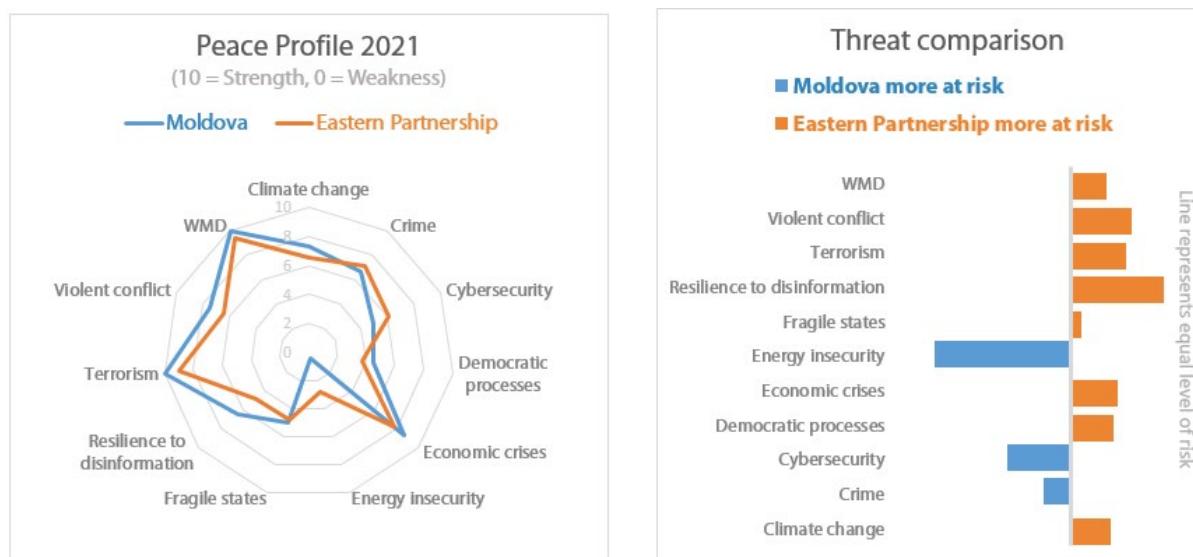 Peace Profile 2021
(10 = Strength, 0 = Weakness)
Moldova
Eastern Partnership
Climate change
Crime
Cybersecurity
Democratic
processes
Economic crises
Energy insecurity
Fragile states
Resilience to
disinformation
Terrorism
Violent conflict
WMD
10
8
6
4
2
0
Threat comparison
Moldova more at risk
Eastern Partnership more at risk
WMD
Violent conflict
Terrorism
Resilience to disinformation
Fragile states
Energy insecurity
Economic crises
Democratic processes
Cybersecurity
Crime
Climate change
Line represents equal level of risk